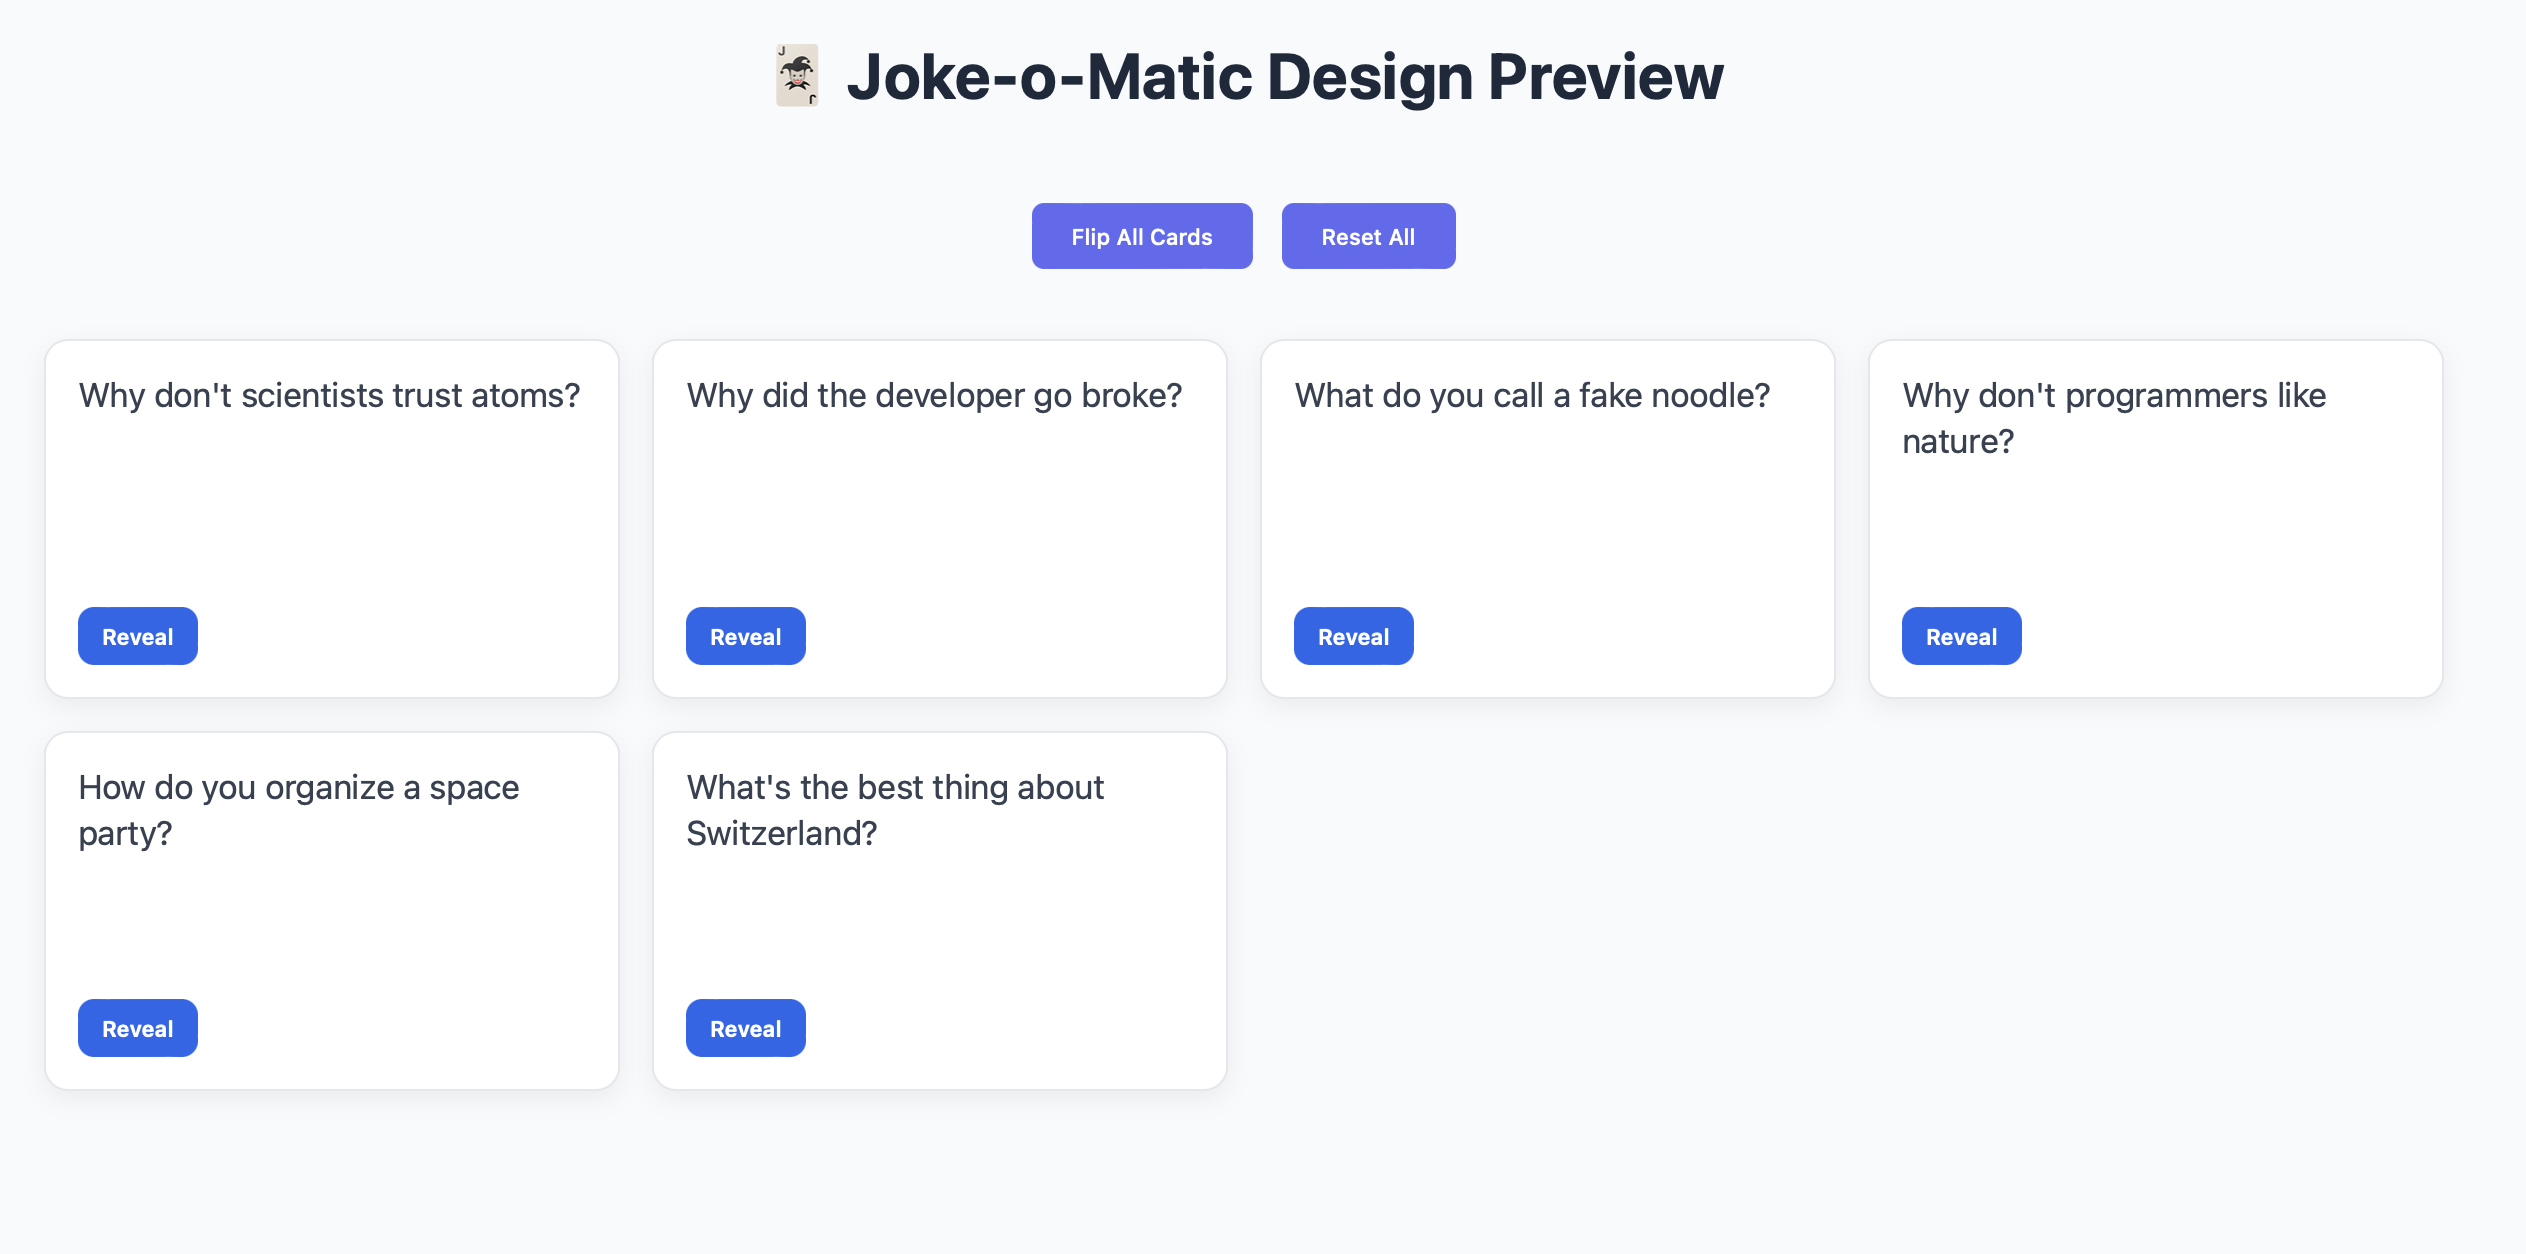 Joke-o-Matic Design Preview
Flip All Cards
Reset All
Why don't scientists trust atoms?
Reveal
Why did the developer go broke?
Reveal
What do you call a fake noodle?
Reveal
Why don't programmers like
nature?
Reveal
How do you organize a space
party?
Reveal
What's the best thing about
Switzerland?
Reveal